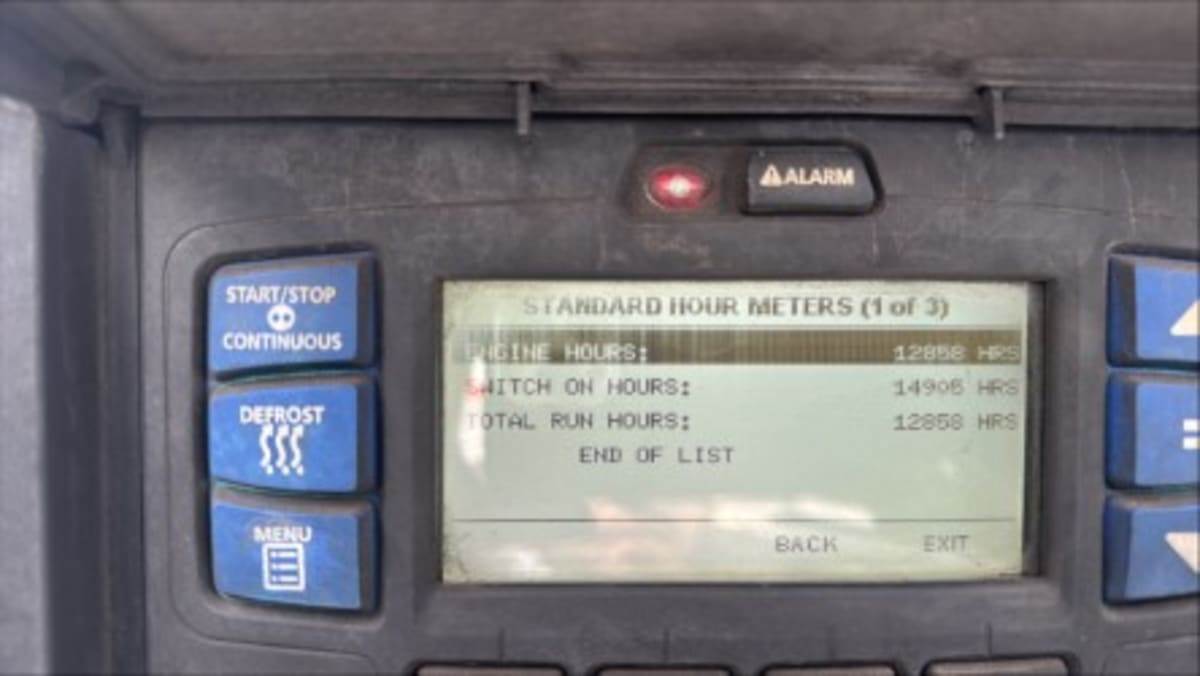 ALARM
START/STOP
CONTINUOUS
DEFROST
MENU
STANDARD HOUR METERS (1 of 3)
ENGINE HOURS: 12858 HRS
SWITCH ON HOURS: 14905 HRS
TOTAL RUN HOURS: 12858 HRS
END OF LIST
BACK EXIT